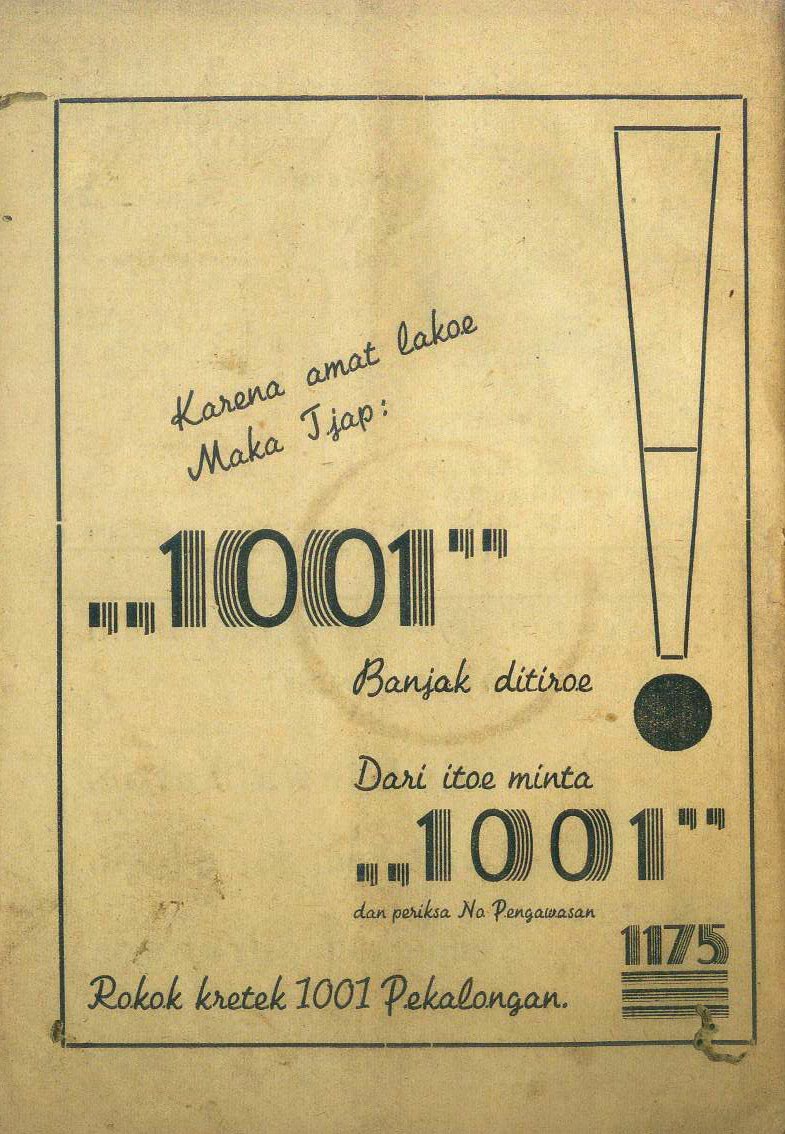 Karena amat lakoe
Maka Tjap:
„1001"
Banjak ditiroe
Dari itoe minta
„1001"
dan periksa No Pengawasan
1175
Rokok kretek 1001 Pekalongan.